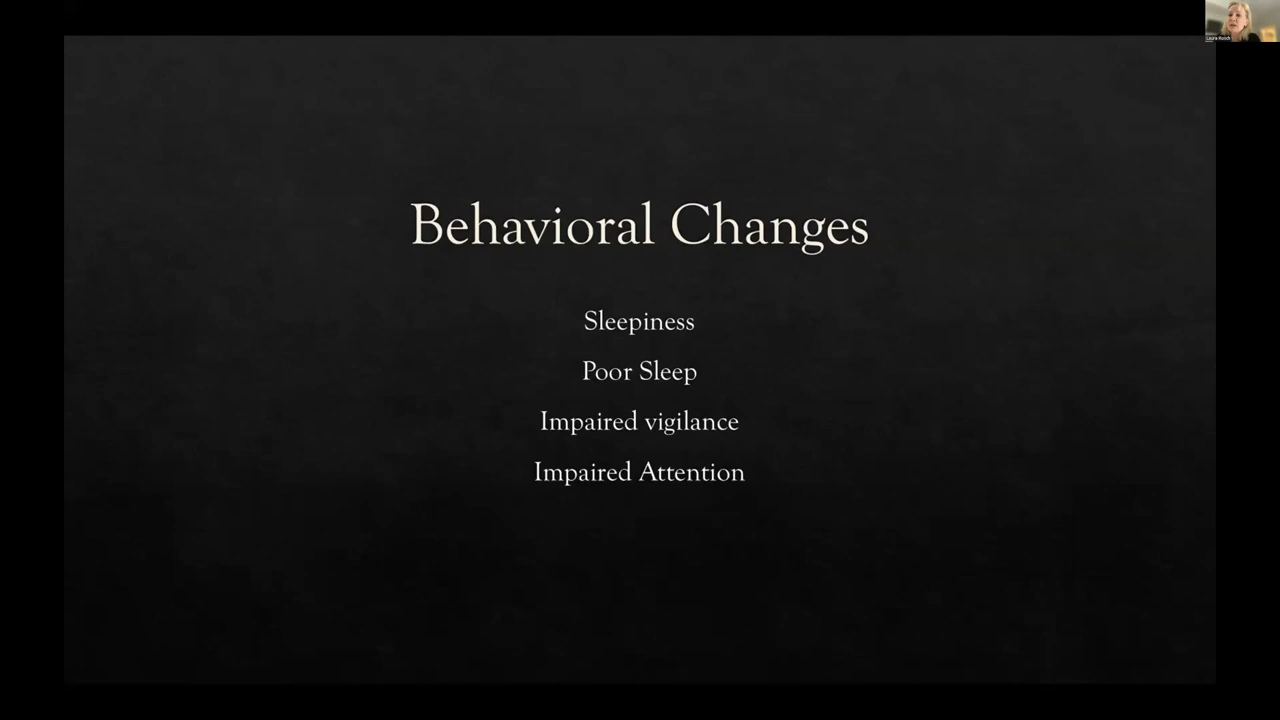 Behavioral Changes
Sleepiness
Poor Sleep
Impaired vigilance
Impaired Attention